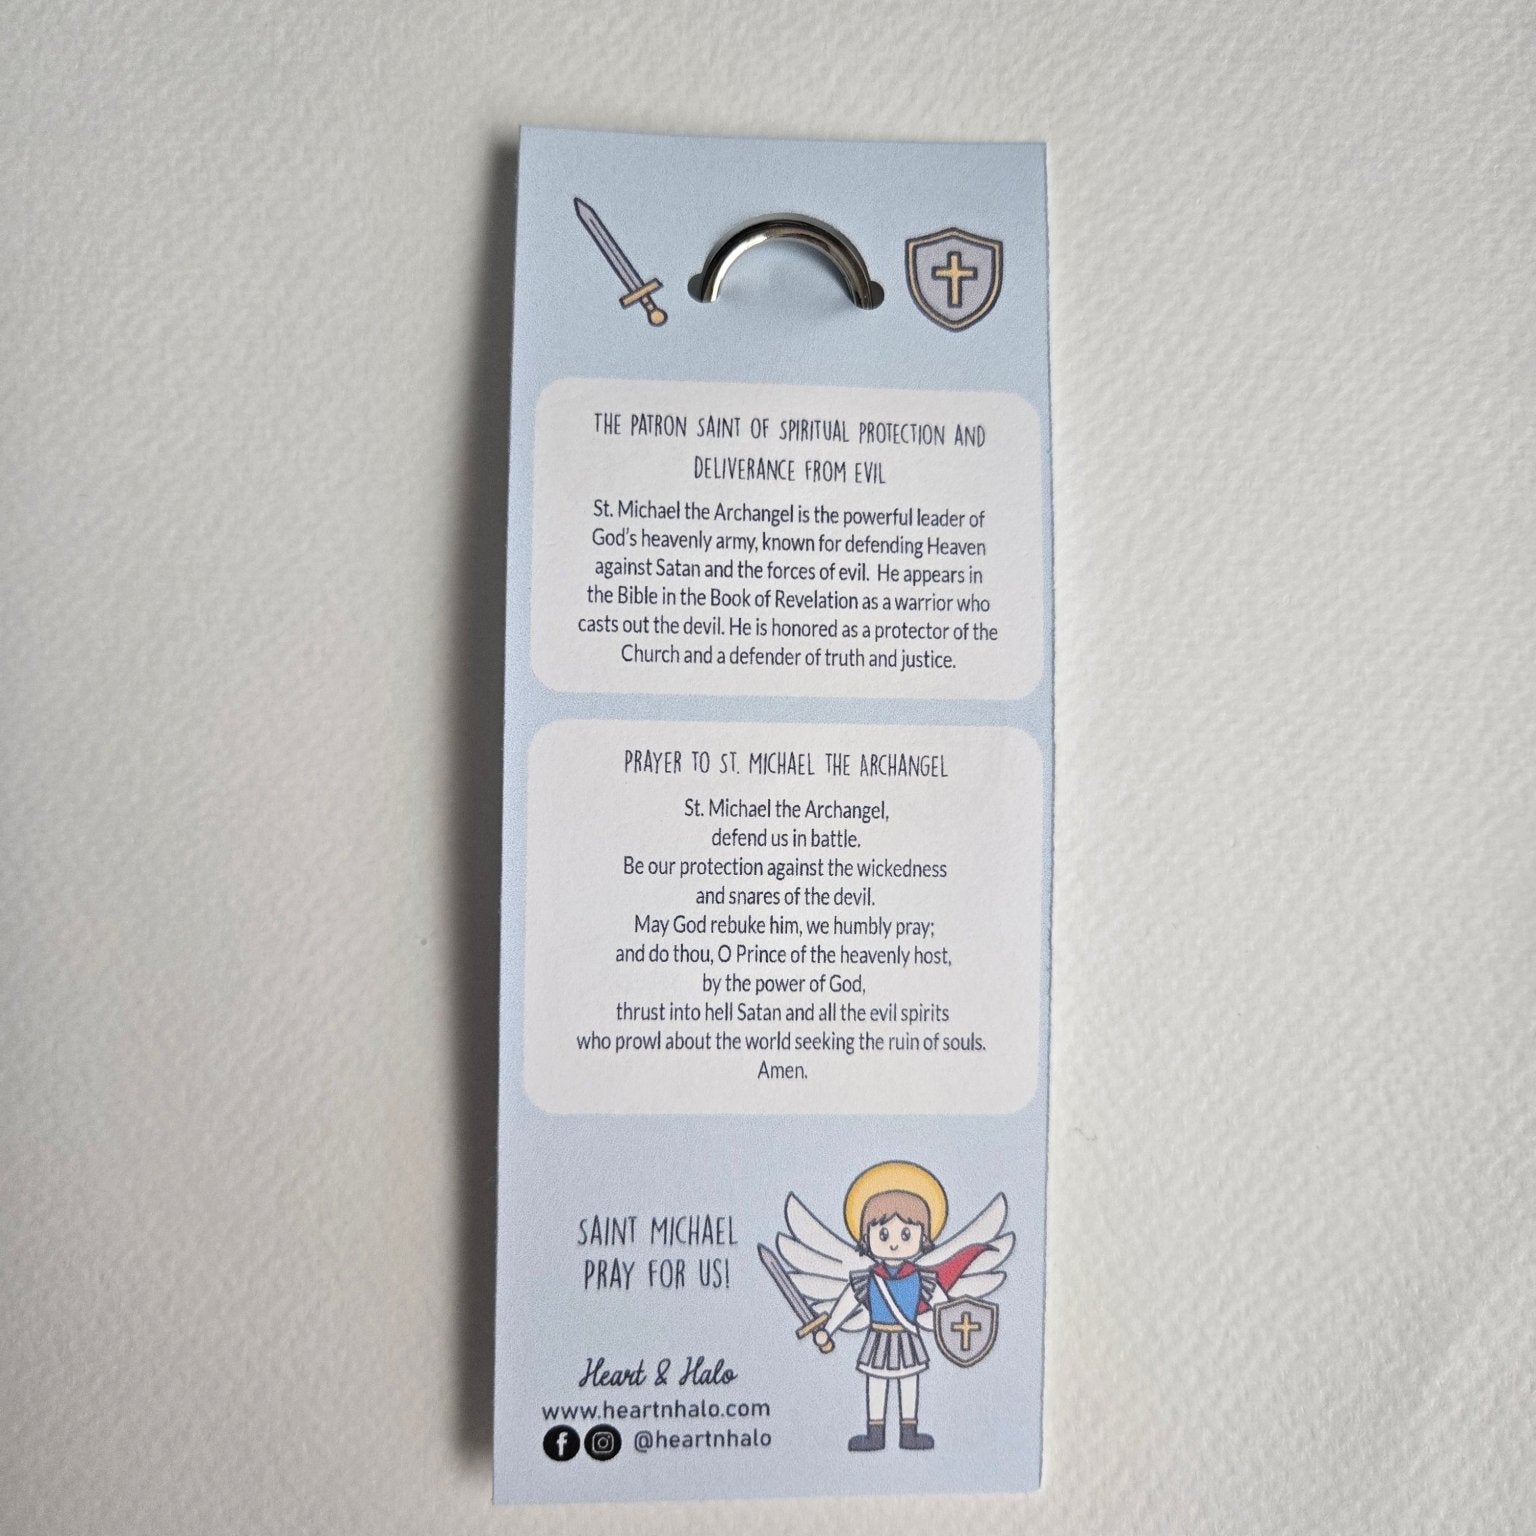 THE PATRON SAINT OF SPIRITUAL PROTECTION AND
DELIVERANCE FROM EVIL
St. Michael the Archangel is the powerful leader of
God's heavenly army, known for defending Heaven
against Satan and the forces of evil. He appears in
the Bible in the Book of Revelation as a warrior who
casts out the devil. He is honored as a protector of the
Church and a defender of truth and justice.
PRAYER TO ST. MICHAEL THE ARCHANGEL
St. Michael the Archangel,
defend us in battle.
Be our protection against the wickedness
and snares of the devil.
May God rebuke him, we humbly pray;
and do thou, O Prince of the heavenly host,
by the power of God,
thrust into hell Satan and all the evil spirits
who prowl about the world seeking the ruin of souls.
Amen.
SAINT MICHAEL
PRAY FOR US!
Heart & Halo
www.heartnhalo.com
@heartnhalo